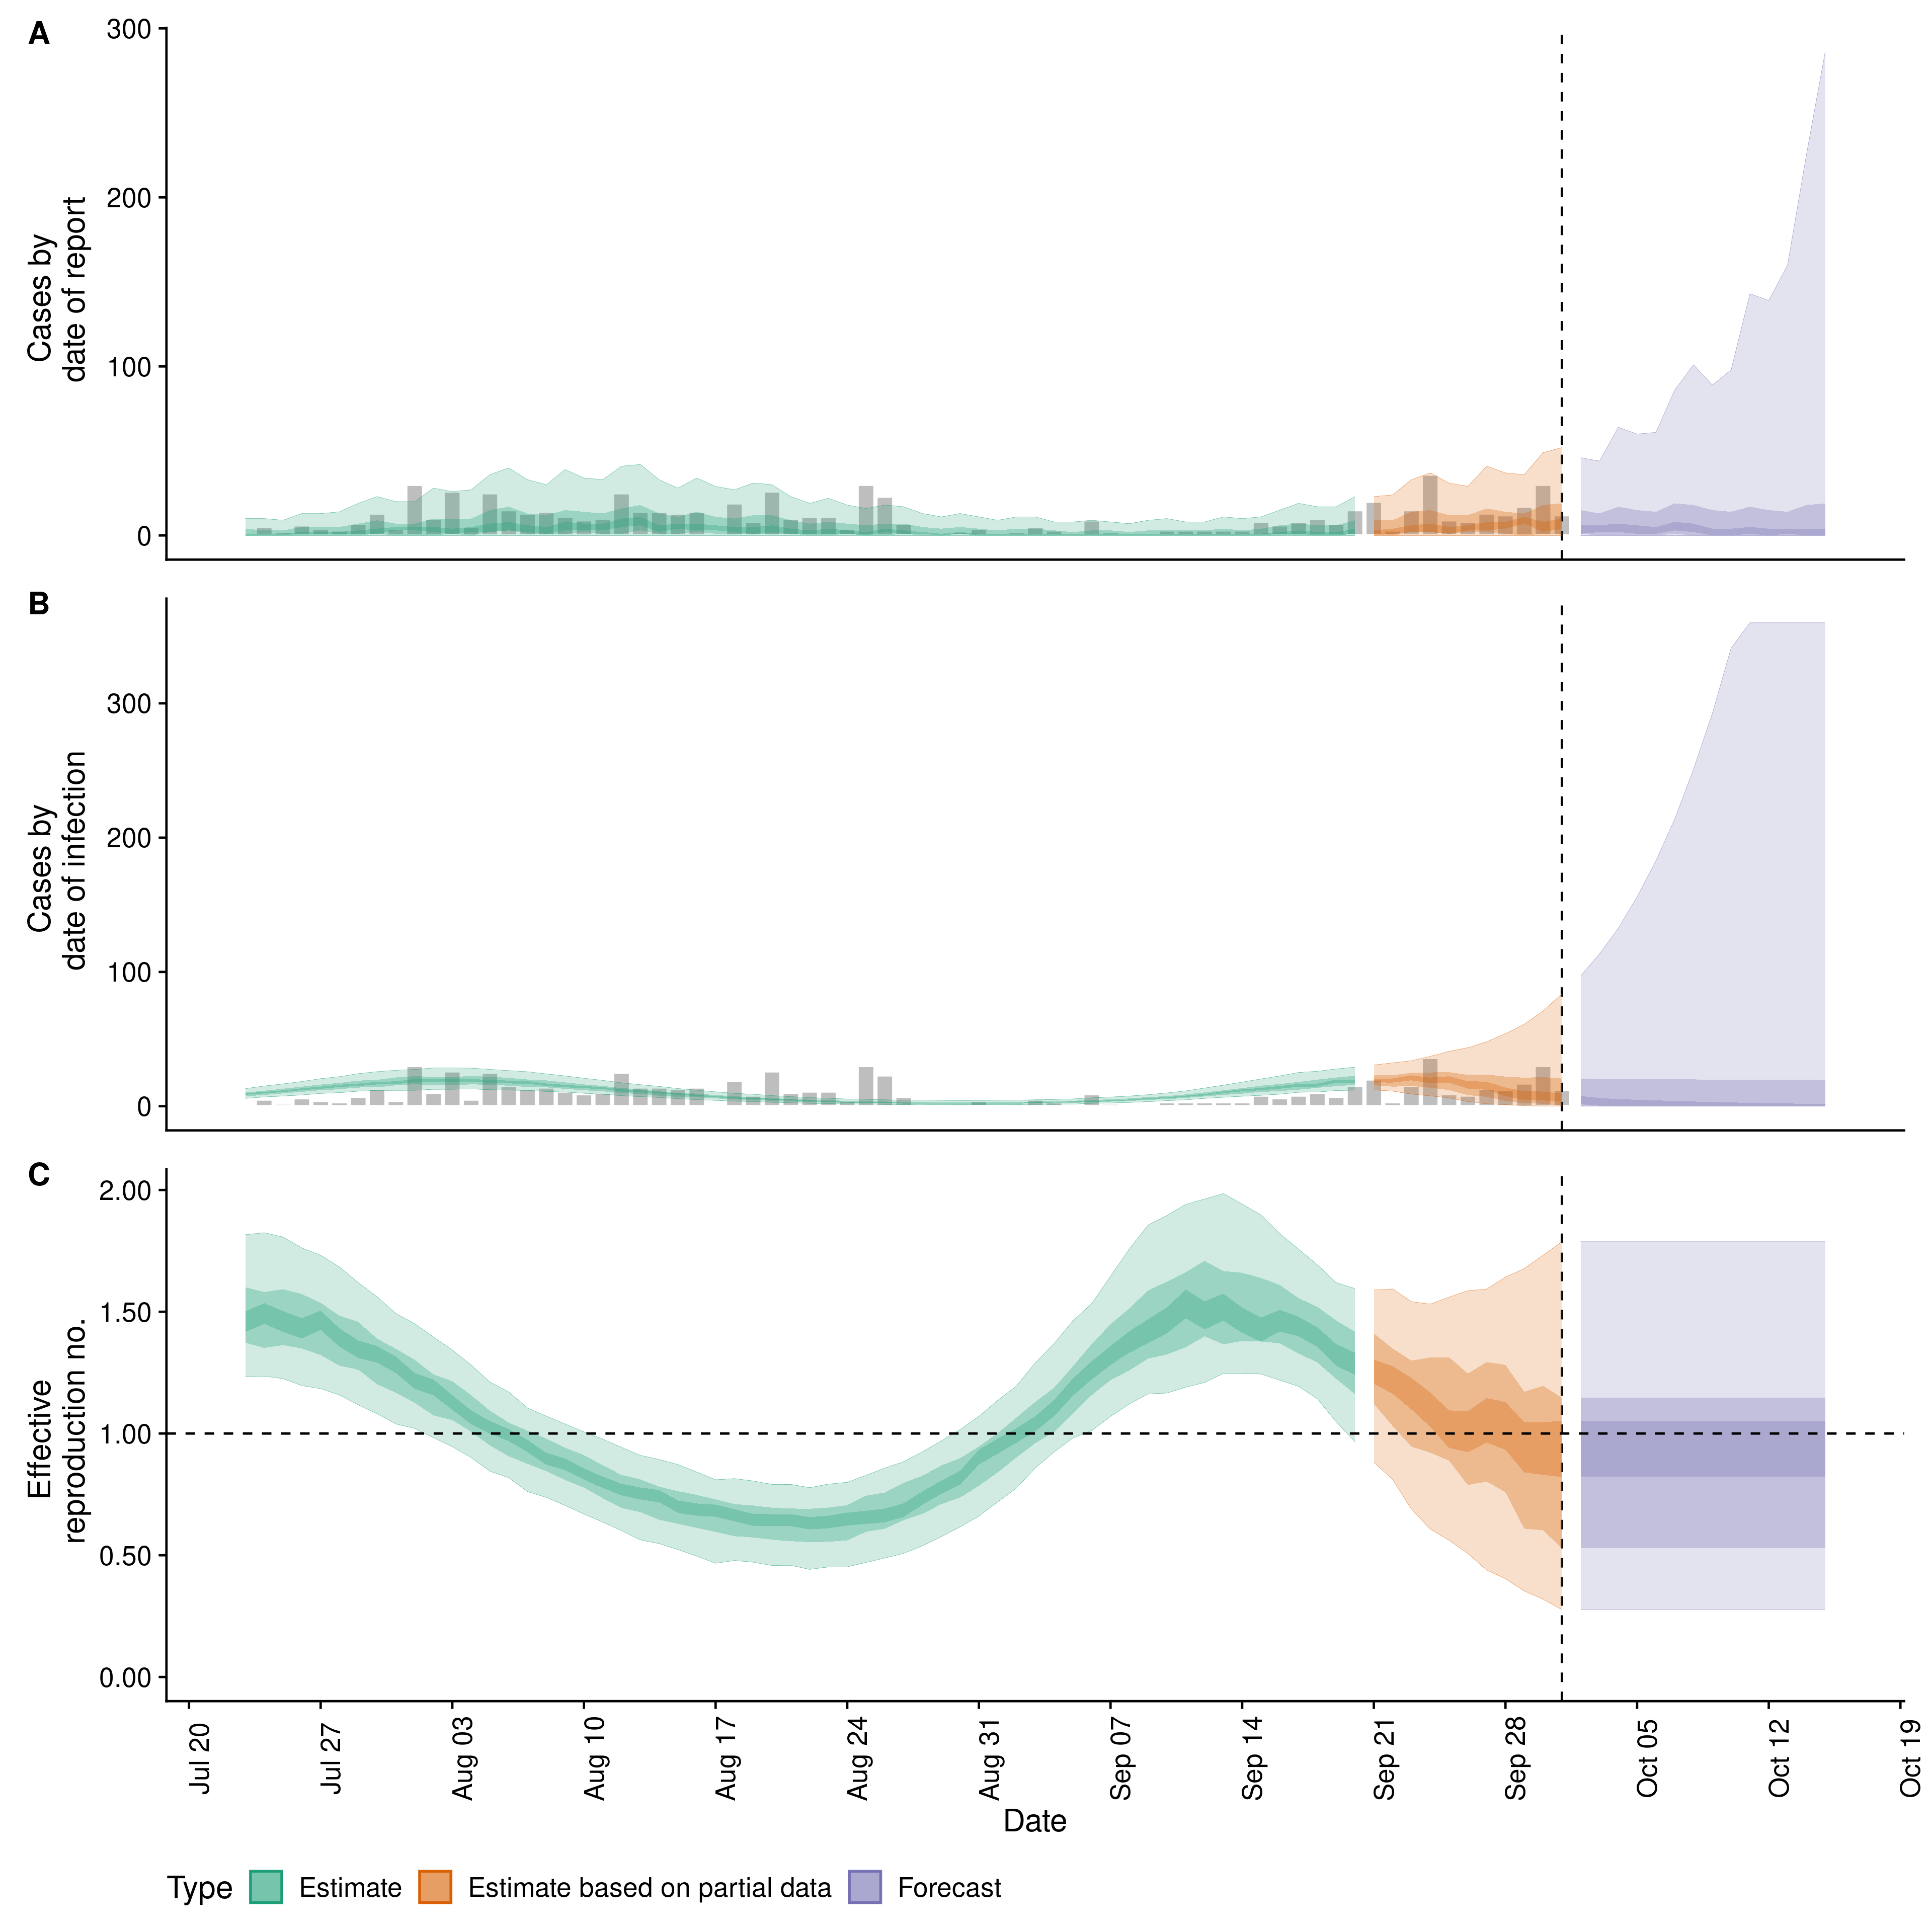 A
Cases by
date of report
300
200
100
0
B
Cases by
date of infection
300
200
100
0
C
Effective
reproduction no.
2.00
1.50
1.00
0.50
0.00
Jul 20
Jul 27
Aug 03
Aug 10
Aug 17
Aug 24
Aug 31
Sep 07
Sep 14
Sep 21
Sep 28
Oct 05
Oct 12
Oct 19
Date
Type Estimate Estimate based on partial data Forecast